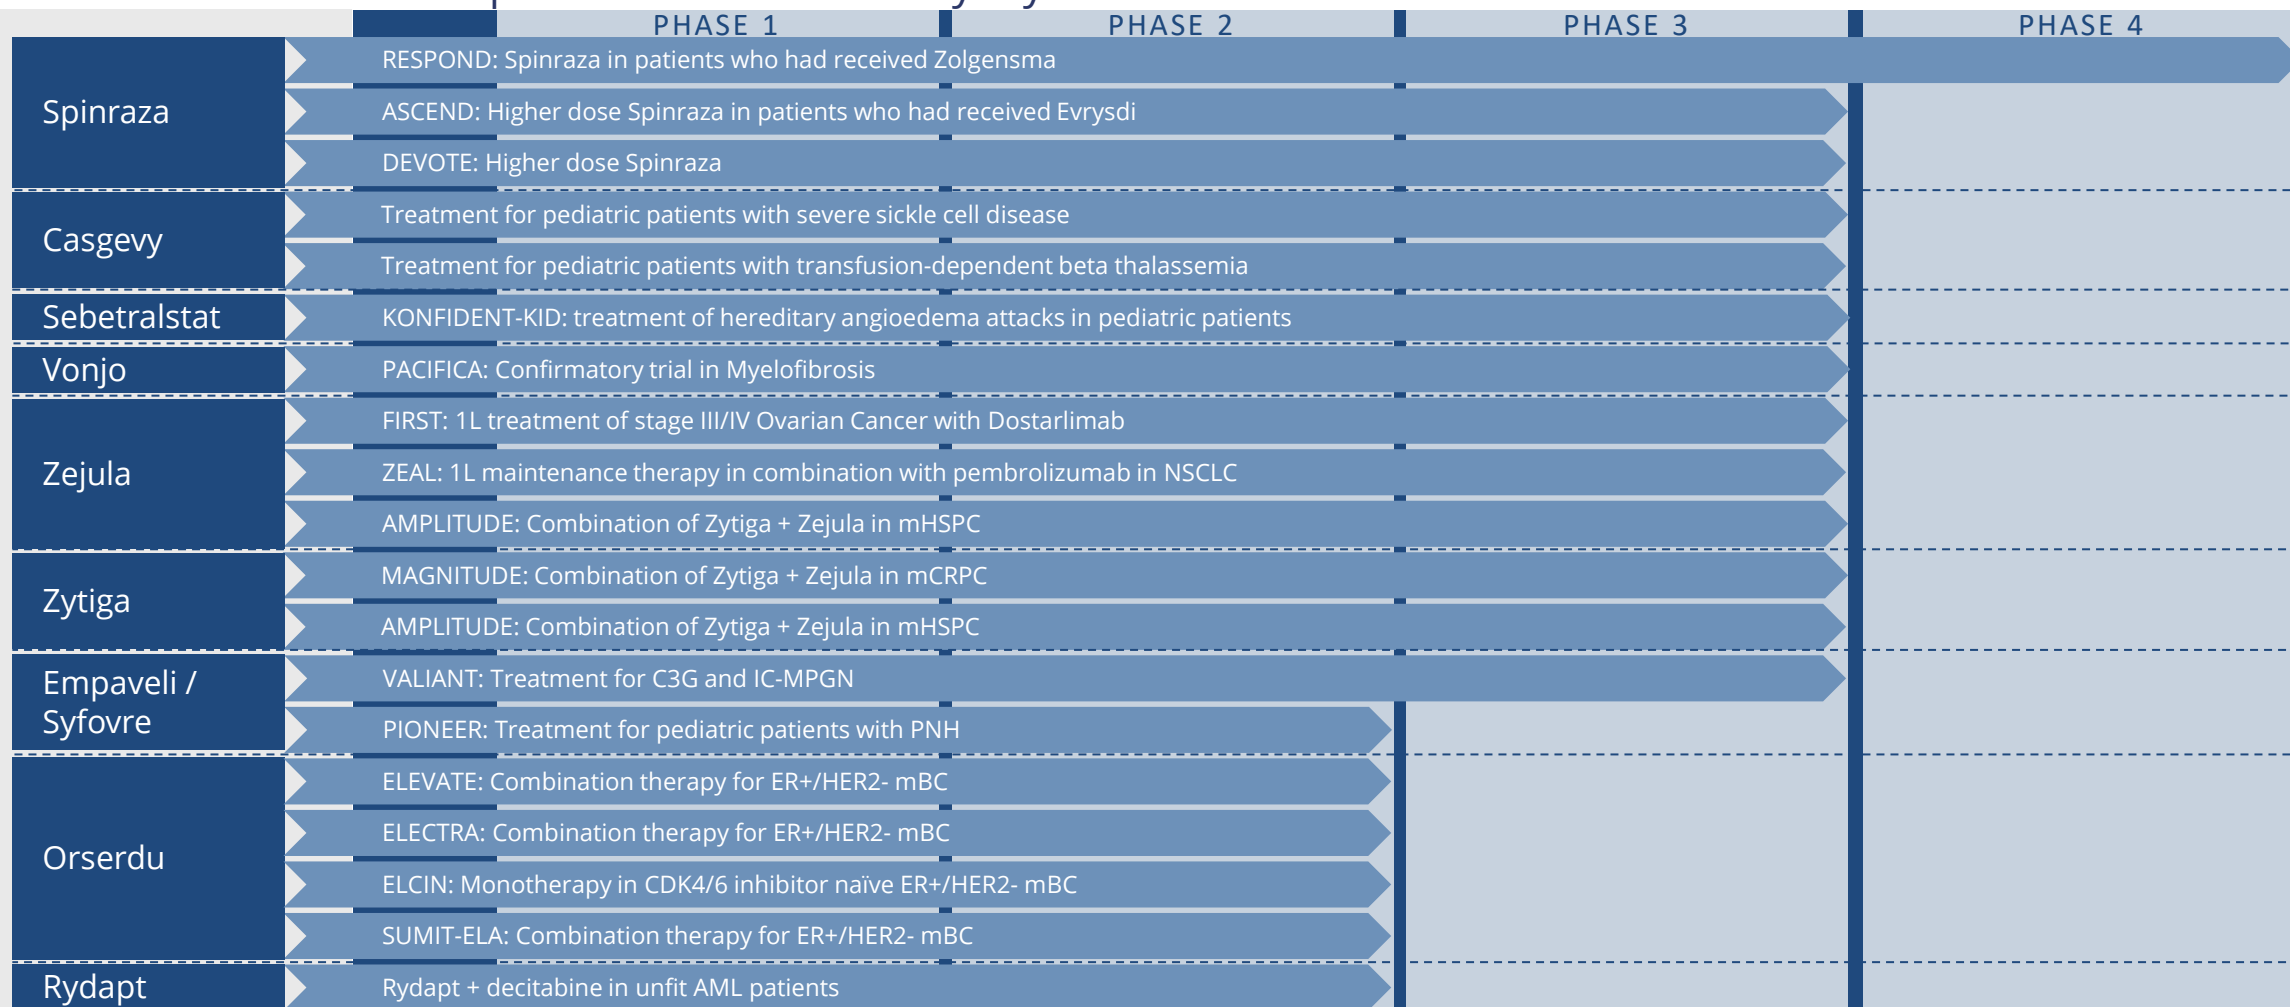 PHASE 1 PHASE 2 PHASE 3 PHASE 4
Spinraza
RESPOND: Spinraza in patients who had received Zolgensma
ASCEND: Higher dose Spinraza in patients who had received Evrysdi
DEVOTE: Higher dose Spinraza
Casgevy
Treatment for pediatric patients with severe sickle cell disease
Treatment for pediatric patients with transfusion-dependent beta thalassemia
Sebetralstat
KONFIDENT-KID: treatment of hereditary angioedema attacks in pediatric patients
Vonjo
PACIFICA: Confirmatory trial in Myelofibrosis
Zejula
FIRST: 1L treatment of stage III/IV Ovarian Cancer with Dostarlimab
ZEAL: 1L maintenance therapy in combination with pembrolizumab in NSCLC
AMPLITUDE: Combination of Zytiga + Zejula in mHSPC
Zytiga
MAGNITUDE: Combination of Zytiga + Zejula in mCRPC
AMPLITUDE: Combination of Zytiga + Zejula in mHSPC
Empaveli /
Syfovre
VALIANT: Treatment for C3G and IC-MPGN
PIONEER: Treatment for pediatric patients with PNH
Orserdu
ELEVATE: Combination therapy for ER+/HER2- mBC
ELECTRA: Combination therapy for ER+/HER2- mBC
ELCIN: Monotherapy in CDK4/6 inhibitor naïve ER+/HER2- mBC
SUMIT-ELA: Combination therapy for ER+/HER2- mBC
Rydapt
Rydapt + decitabine in unfit AML patients